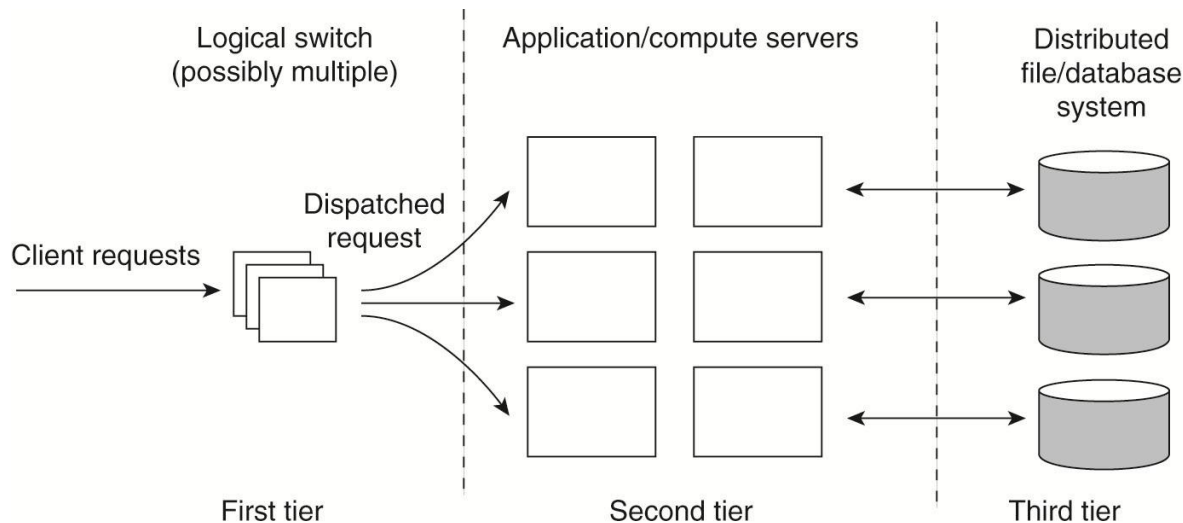 Logical switch
(possibly multiple)
Application/compute servers
Distributed
file/database
system
Dispatched
request
Client requests
First tier
Second tier
Third tier